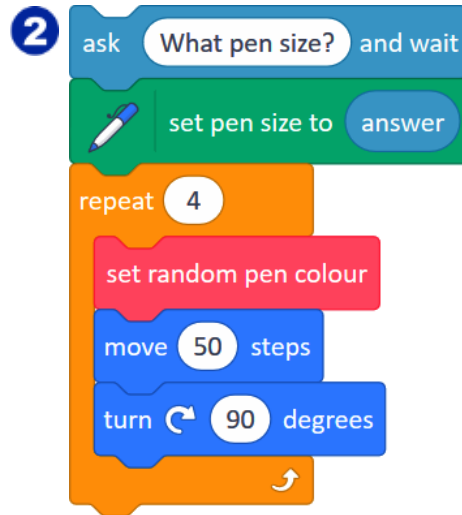 2
ask What pen size? and wait
set pen size to answer
repeat 4
set random pen colour
move 50 steps
turn 90 degrees